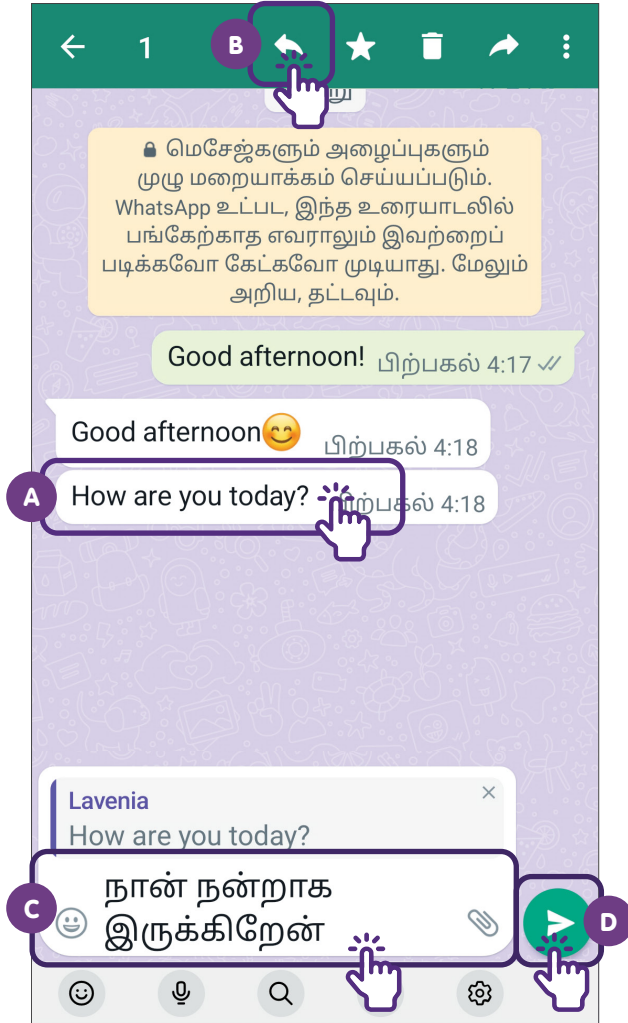 1
B
🔒 மெசேஜ்களும் அழைப்புகளும்
முழு மறையாக்கம் செய்யப்படும்.
WhatsApp உட்பட, இந்த உரையாடலில்
பங்கேற்காத எவராலும் இவற்றைப்
படிக்கவோ கேட்கவோ முடியாது. மேலும்
அறிய, தட்டவும்.
Good afternoon! பிற்பகல் 4:17
Good afternoon😊 பிற்பகல் 4:18
A
How are you today? பிற்பகல் 4:18
Lavenia
How are you today?
C
நான் நன்றாக
இருக்கிறேன்
D